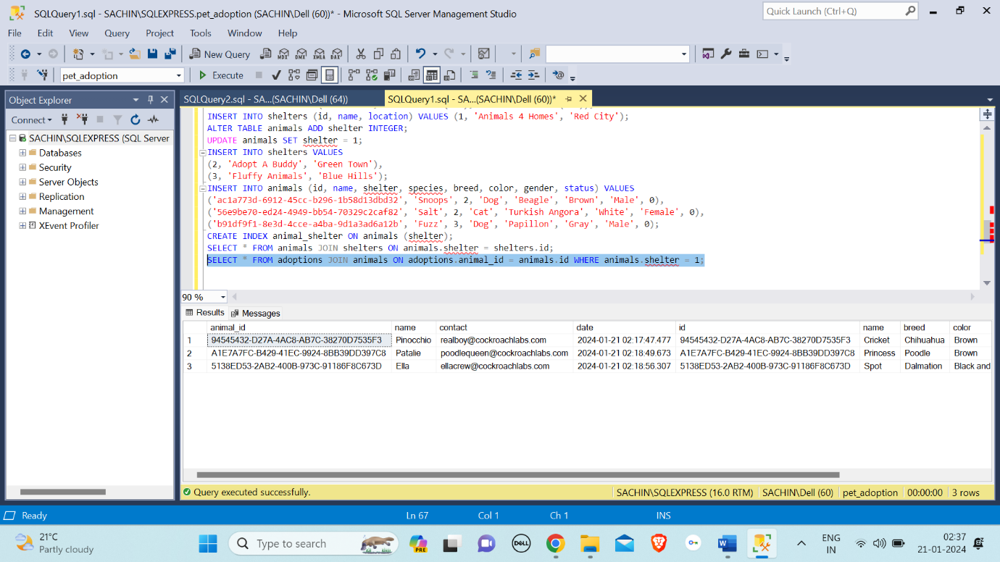 SQLQuery1.sql - SACHIN\SQLEXPRESS.pet_adoption (SACHIN\Dell (60))* - Microsoft SQL Server Management Studio
Quick Launch (Ctrl+Q)
File Edit View Query Project Tools Window Help
New Query MDX DMX XMLA DAX
pet_adoption Execute
Object Explorer
SQLQuery2.sql - SA...(SACHIN\Dell (64))
SQLQuery1.sql - SA...(SACHIN\Dell (60))*
Connect
SACHIN\SQLEXPRESS (SQL Server
Databases
Security
Server Objects
Replication
Management
XEvent Profiler
INSERT INTO shelters (id, name, location) VALUES (1, 'Animals 4 Homes', 'Red City');
ALTER TABLE animals ADD shelter INTEGER;
UPDATE animals SET shelter = 1;
INSERT INTO shelters VALUES
(2, 'Adopt A Buddy', 'Green Town'),
(3, 'Fluffy Animals', 'Blue Hills');
INSERT INTO animals (id, name, shelter, species, breed, color, gender, status) VALUES
('ac1a773d-6912-45cc-b296-1b58d13dbd32', 'Snoops', 2, 'Dog', 'Beagle', 'Brown', 'Male', 0),
('56e9be70-ed24-4949-bb54-70329c2caf82', 'Salt', 2, 'Cat', 'Turkish Angora', 'White', 'Female', 0),
('b91df9f1-8e3d-4cce-a4ba-9d1a3ad6a12b', 'Fuzz', 3, 'Dog', 'Papillon', 'Gray', 'Male', 0);
CREATE INDEX animal_shelter ON animals (shelter);
SELECT * FROM animals JOIN shelters ON animals.shelter = shelters.id;
SELECT * FROM adoptions JOIN animals ON adoptions.animal_id = animals.id WHERE animals.shelter = 1;
90 %
Results Messages
animal_id name contact date id name breed color
1 94545432-D27A-4AC8-AB7C-38270D7535F3 Pinocchio realboy@cockroachlabs.com 2024-01-21 02:17:47.477 94545432-D27A-4AC8-AB7C-38270D7535F3 Cricket Chihuahua Brown
2 A1E7A7FC-B429-41EC-9924-8BB39DD397C8 Patalie poodlequeen@cockroachlabs.com 2024-01-21 02:18:49.673 A1E7A7FC-B429-41EC-9924-8BB39DD397C8 Princess Poodle Brown
3 5138ED53-2AB2-400B-973C-91186F8C673D Ella ellacrew@cockroachlabs.com 2024-01-21 02:18:56.307 5138ED53-2AB2-400B-973C-91186F8C673D Spot Dalmation Black and
Query executed successfully. SACHIN\SQLEXPRESS (16.0 RTM) SACHIN\Dell (60) pet_adoption 00:00:00 3 rows
Ready Ln 67 Col 1 Ch 1 INS
21°C
Partly cloudy
Type to search
PRE
DELL
W
ENG
IN
02:37
21-01-2024